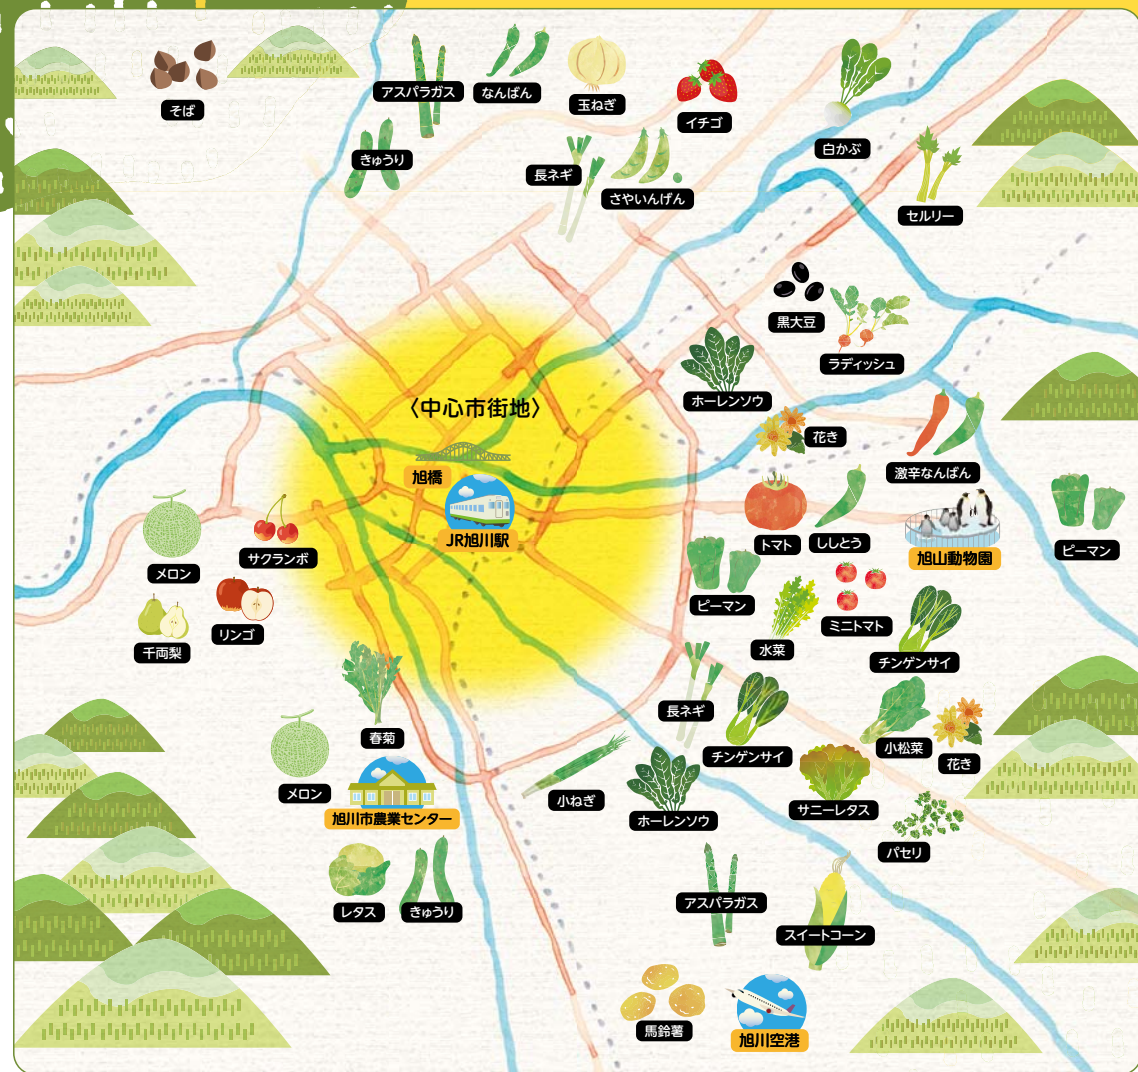 そば
アスパラガス
なんばん
玉ねぎ
イチゴ
白かぶ
きゅうり
長ネギ
さやいんげん
セルリー
黒大豆
ラディッシュ
ホーレンソウ
〈中心市街地〉
花き
激辛なんばん
旭橋
JR旭川駅
トマト
ししとう
旭山動物園
ピーマン
サクランボ
メロン
ピーマン
ミニトマト
リンゴ
千両梨
水菜
チンゲンサイ
長ネギ
春菊
チンゲンサイ
小松菜
花き
メロン
旭川市農業センター
小ねぎ
ホーレンソウ
サニーレタス
パセリ
レタス
きゅうり
アスパラガス
スイートコーン
馬鈴薯
旭川空港